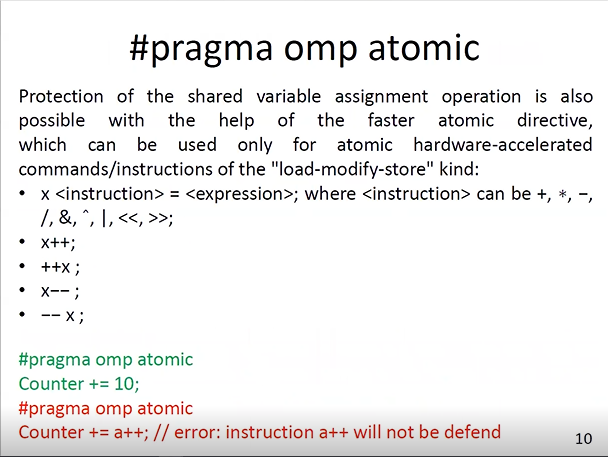 #pragma omp atomic
Protection of the shared variable assignment operation is also
possible with the help of the faster atomic directive,
which can be used only for atomic hardware-accelerated
commands/instructions of the "load-modify-store" kind:
• x <instruction> = <expression>; where <instruction> can be +, *, −,
/, &, ^, |, <<, >>;
• x++;
• ++x ;
• x−− ;
• −− x ;
#pragma omp atomic
Counter += 10;
#pragma omp atomic
Counter += a++; // error: instruction a++ will not be defend
10